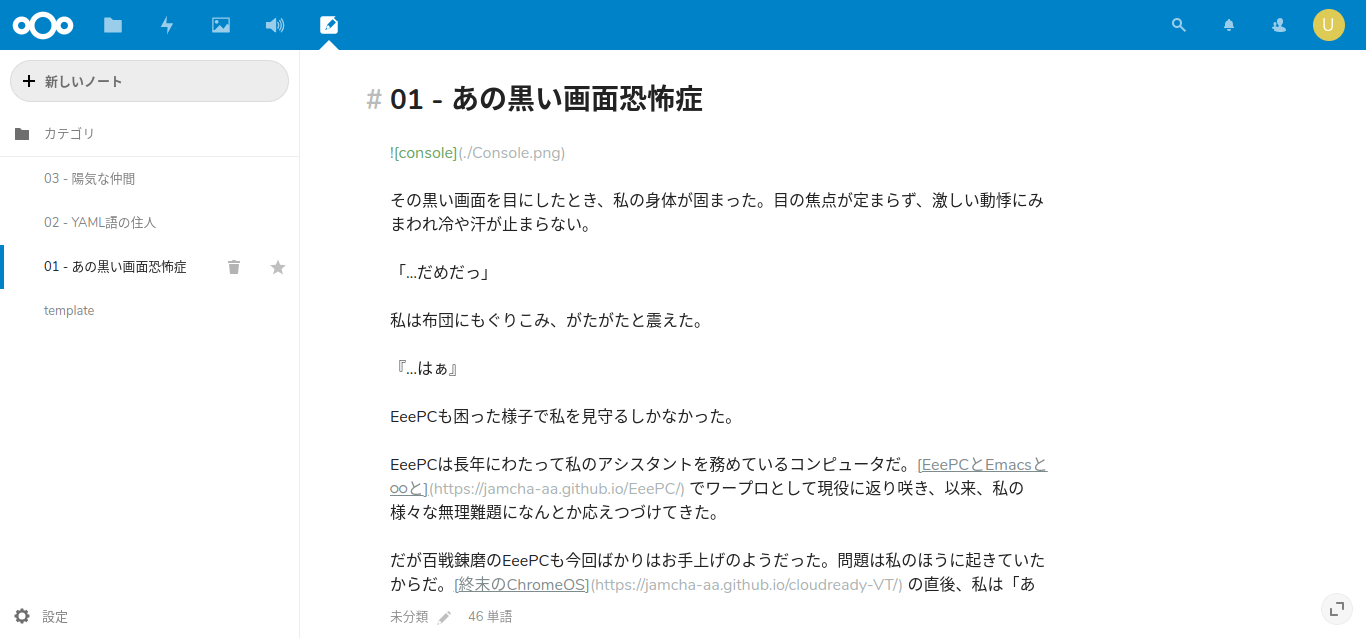 U
新しいノート
カテゴリ
03 - 陽気な仲間
02 - YAML語の住人
01 - あの黒い画面恐怖症
template
設定
# 01 - あの黒い画面恐怖症
![console](./Console.png)
その黒い画面を目にしたとき、私の身体が固まった。目の焦点が定まらず、激しい動悸にみ
まわれ冷や汗が止まらない。
「…だめだっ」
私は布団にもぐりこみ、がたがたと震えた。
『…はぁ』
EeePCも困った様子で私を見守るしかなかった。
EeePCは長年にわたって私のアシスタントを務めているコンピュータだ。[EeePCとEmacsと
○○と](https://jamcha-aa.github.io/EeePC/) でワープロとして現役に返り咲き、以来、私の
様々な無理難題になんとか応えつづけてきた。
だが百戦錬磨のEeePCも今回ばかりはお手上げのようだった。問題は私のほうに起きていた
からだ。[終末のChromeOS](https://jamcha-aa.github.io/cloudready-VT/) の直後、私は「あ
未分類 46 単語